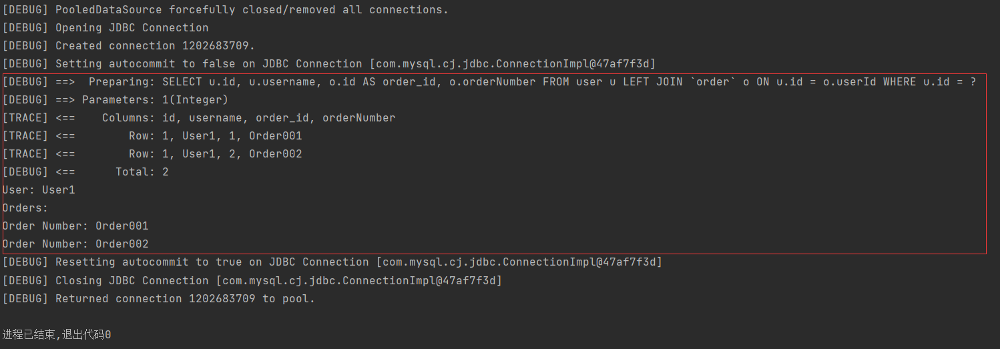 [DEBUG] PooledDataSource forcefully closed/removed all connections.
[DEBUG] Opening JDBC Connection
[DEBUG] Created connection 1202683709.
[DEBUG] Setting autocommit to false on JDBC Connection [com.mysql.cj.jdbc.ConnectionImpl@47af7f3d]
[DEBUG] ==>  Preparing: SELECT u.id, u.username, o.id AS order_id, o.orderNumber FROM user u LEFT JOIN `order` o ON u.id = o.userId WHERE u.id = ?
[DEBUG] ==> Parameters: 1(Integer)
[TRACE] <==    Columns: id, username, order_id, orderNumber
[TRACE] <==        Row: 1, User1, 1, Order001
[TRACE] <==        Row: 1, User1, 2, Order002
[DEBUG] <==      Total: 2
User: User1
Orders:
Order Number: Order001
Order Number: Order002
[DEBUG] Resetting autocommit to true on JDBC Connection [com.mysql.cj.jdbc.ConnectionImpl@47af7f3d]
[DEBUG] Closing JDBC Connection [com.mysql.cj.jdbc.ConnectionImpl@47af7f3d]
[DEBUG] Returned connection 1202683709 to pool.
进程已结束,退出代码0